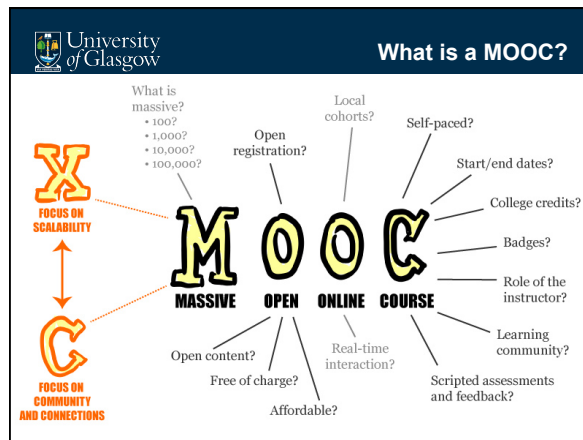 University
of Glasgow
What is a MOOC?
What is
massive?
• 100?
• 1,000?
• 10,000?
• 100,000?
Open
registration?
Local
cohorts?
Self-paced?
Start/end dates?
College credits?
Badges?
Role of the
instructor?
Learning
community?
Scripted assessments
and feedback?
X
FOCUS ON
SCALABILITY
C
FOCUS ON
COMMUNITY
AND CONNECTIONS
MOOC
MASSIVE OPEN ONLINE COURSE
Open content?
Free of charge?
Affordable?
Real-time
interaction?